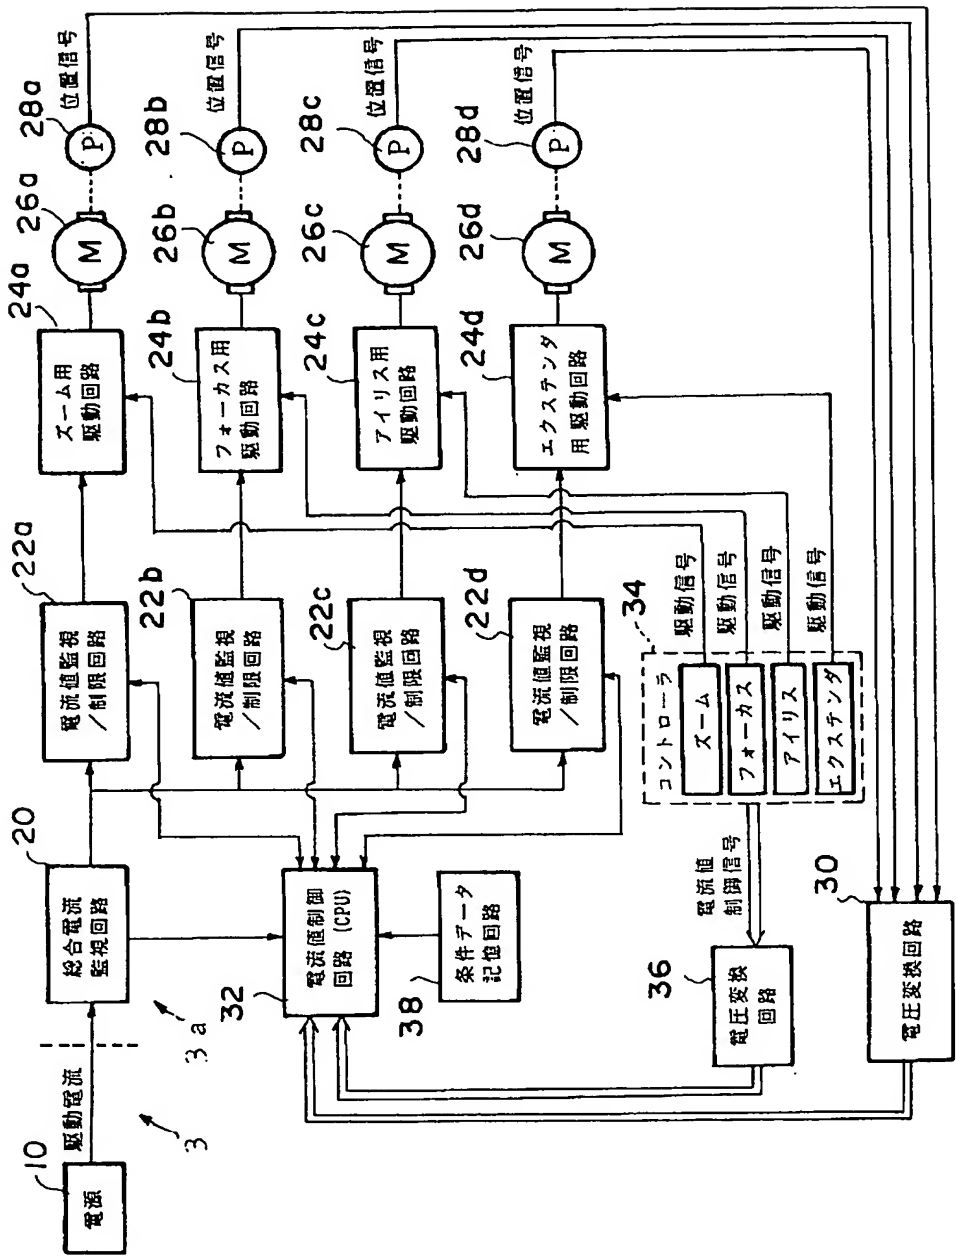 10
電源
駆動電流
3
3a
20
総合電流
監視回路
22a
電流値監視
/制限回路
24a
ズーム用
駆動回路
26a
M
28a
P
位置信号
22b
電流値監視
/制限回路
24b
フォーカス用
駆動回路
26b
M
28b
P
位置信号
22c
電流値監視
/制限回路
24c
アイリス用
駆動回路
26c
M
28c
P
位置信号
22d
電流値監視
/制限回路
24d
エクステンダ
用駆動回路
26d
M
28d
P
位置信号
32
電流値制御
回路(CPU)
38
条件データ
記憶回路
34
コントローラ
ズーム
駆動信号
フォーカス
駆動信号
アイリス
駆動信号
エクステンダ
駆動信号
電流値
制御信号
36
電圧変換
回路
30
電圧変換回路